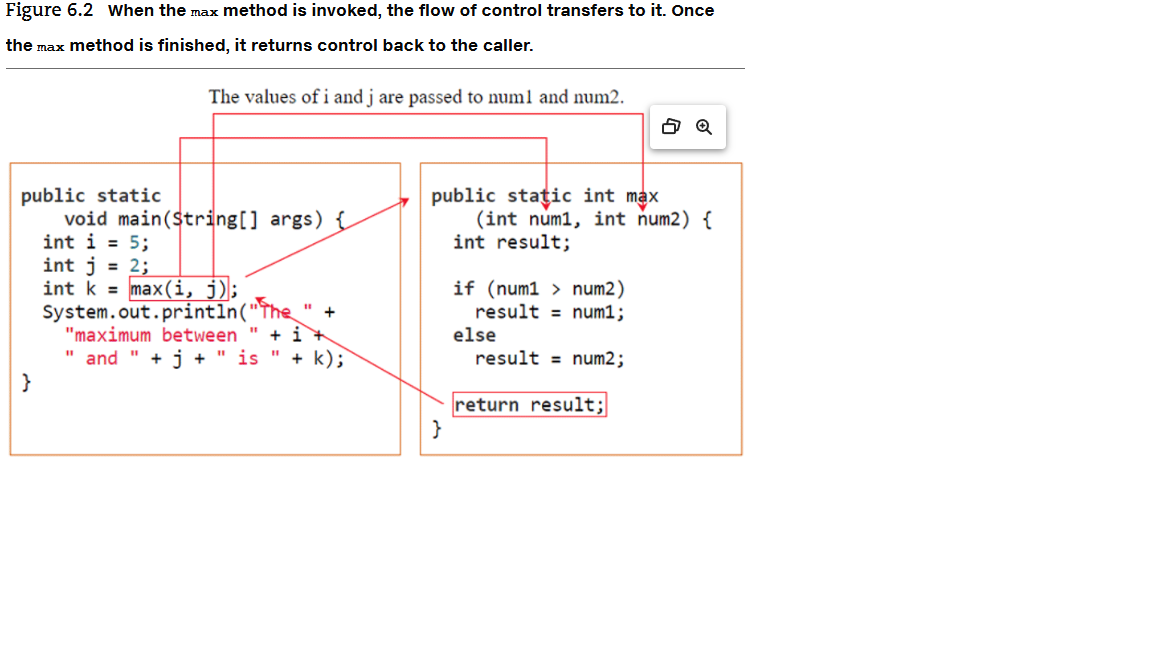 Figure 6.2 When the max method is invoked, the flow of control transfers to it. Once
the max method is finished, it returns control back to the caller.
The values of i and j are passed to num1 and num2.
public static
void main(String[] args) {
int i = 5;
int j = 2;
int k = max(i, j);
System.out.println("The " +
"maximum between " + i +
" and " + j + " is " + k);
}
public static int max
(int num1, int num2) {
int result;
if (num1 > num2)
result = num1;
else
result = num2;
return result;
}